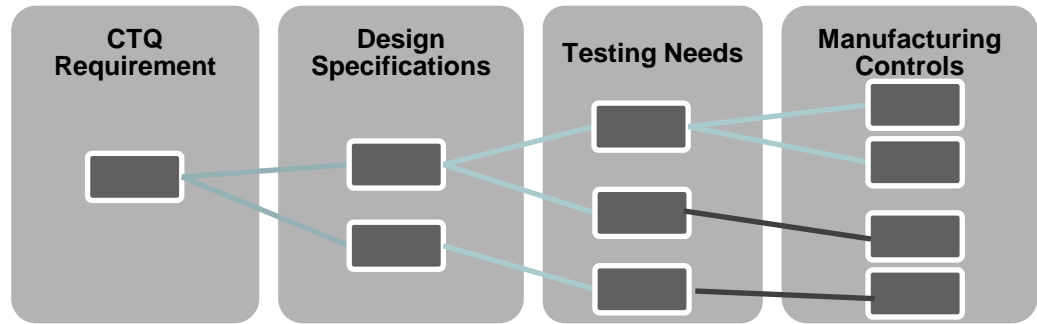 CTQ
Requirement
Design
Specifications
Testing Needs
Manufacturing
Controls